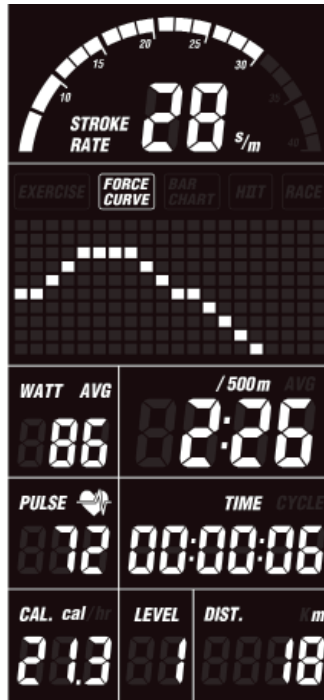 10 15 20 25 30 35 40
STROKE RATE 28 s/m
EXERCISE FORCE CURVE BAR CHART HIIT RACE
WATT AVG /500m AVG
86 2:26
PULSE TIME CYCLE
72 00:00:06
CAL. cal/hr LEVEL DIST. Km
21.3 1 18